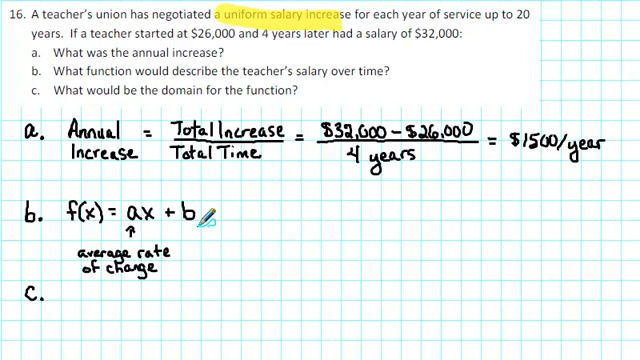 16. A teacher's union has negotiated a uniform salary increase for each year of service up to 20
years. If a teacher started at $26,000 and 4 years later had a salary of $32,000:
a. What was the annual increase?
b. What function would describe the teacher's salary over time?
c. What would be the domain for the function?
a. Annual Increase = Total Increase / Total Time = $32,000 - $26,000 / 4 years = $1500/year
b. f(x) = ax + b
↑
average rate
of change
c.